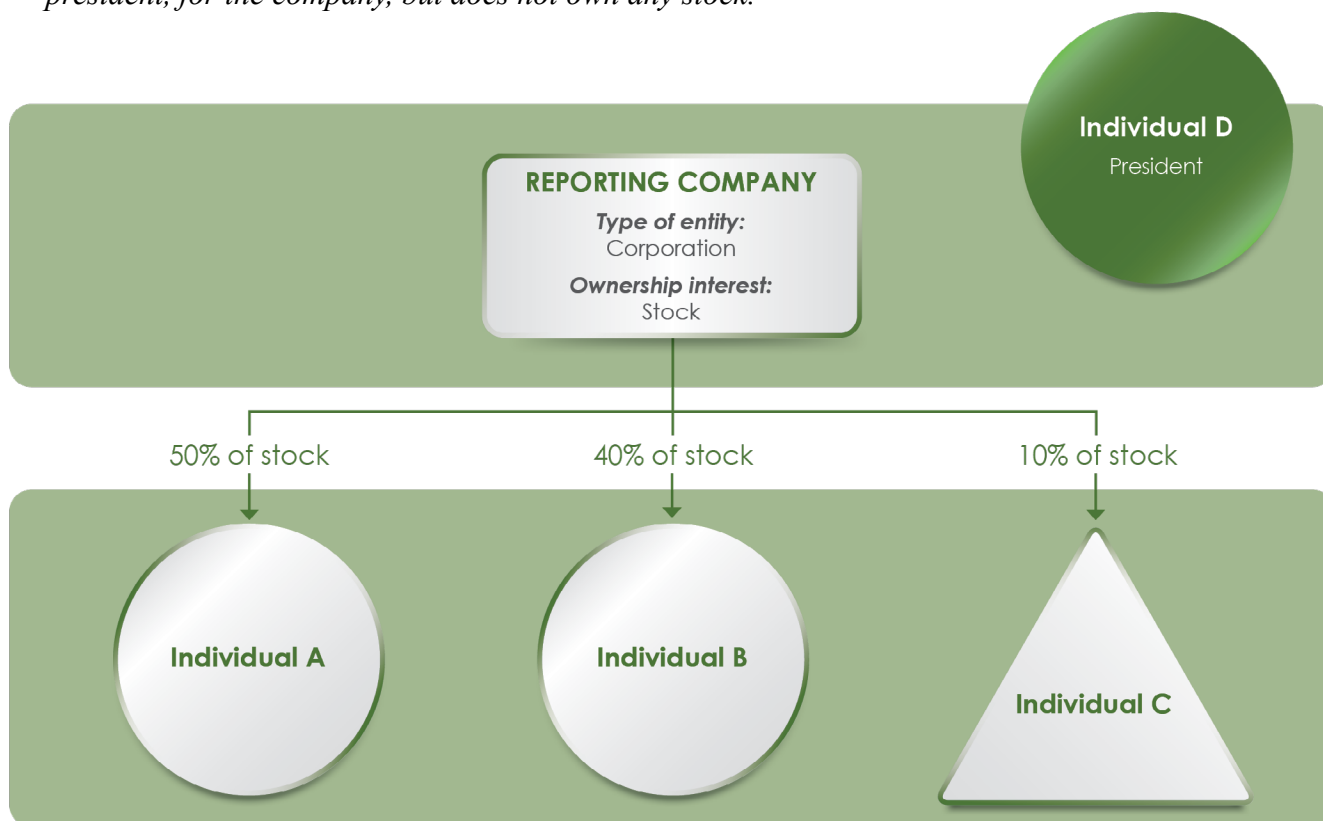 president, for the company, but does not own any stock.
Individual D
President
REPORTING COMPANY
Type of entity:
Corporation
Ownership interest:
Stock
50% of stock
40% of stock
10% of stock
Individual A
Individual B
Individual C